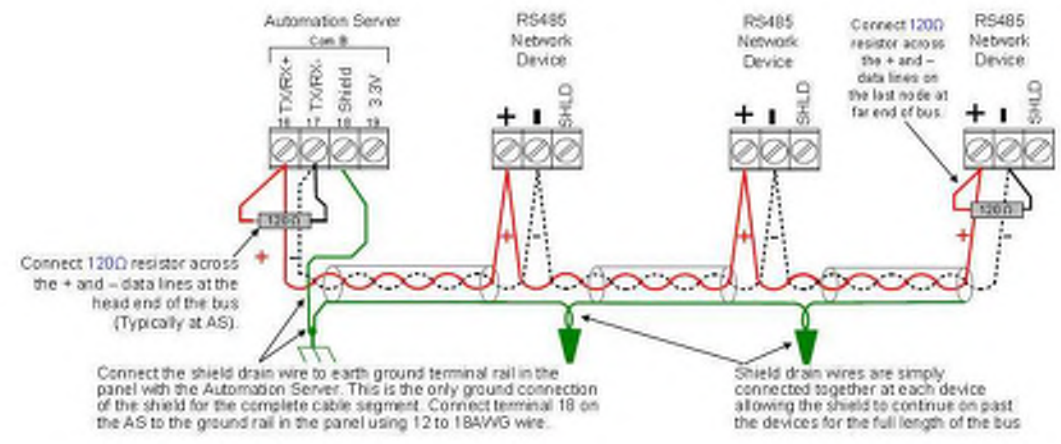 Automation Server
Com B
TX/RX+
TX/RX-
Shield
3.3V
16
17
18
19
RS485
Network
Device
+
-
SHLD
RS485
Network
Device
+
-
SHLD
Connect 120Ω
resistor across
the + and –
data lines on
the last node at
far end of bus.
RS485
Network
Device
+
-
SHLD
120Ω
+
-
+
-
+
-
120Ω
+
-
Connect 120Ω resistor across
the + and – data lines at the
head end of the bus
(Typically at AS).
Connect the shield drain wire to earth ground terminal rail in the
panel with the Automation Server. This is the only ground connection
of the shield for the complete cable segment. Connect terminal 18 on
the AS to the ground rail in the panel using 12 to 18AWG wire.
Shield drain wires are simply
connected together at each device
allowing the shield to continue on past
the devices for the full length of the bus